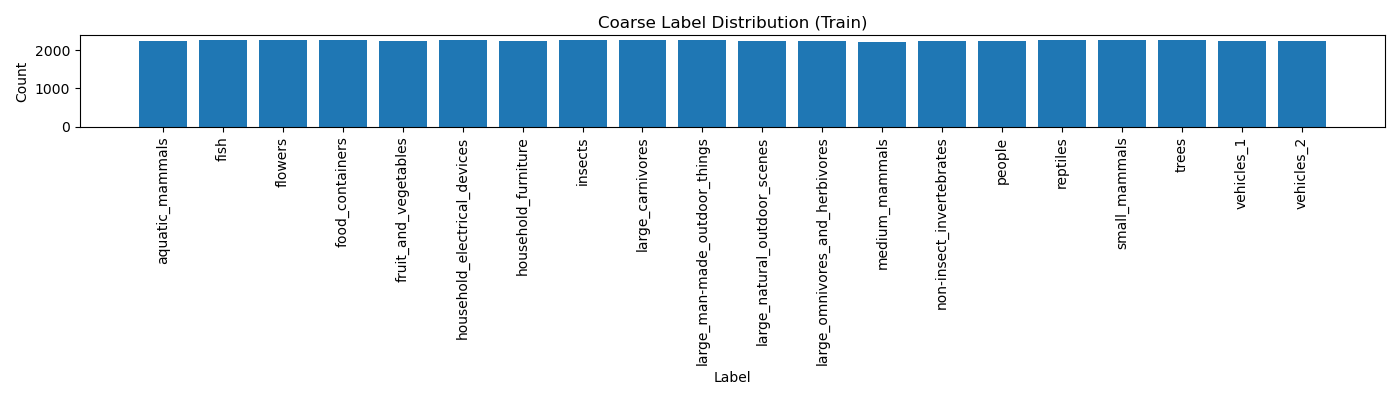 Coarse Label Distribution (Train)
Count
2000
1000
0
aquatic_mammals
fish
flowers
food_containers
fruit_and_vegetables
household_electrical_devices
household_furniture
insects
large_carnivores
large_man-made_outdoor_things
large_natural_outdoor_scenes
large_omnivores_and_herbivores
medium_mammals
non-insect_invertebrates
people
reptiles
small_mammals
trees
vehicles_1
vehicles_2
Label